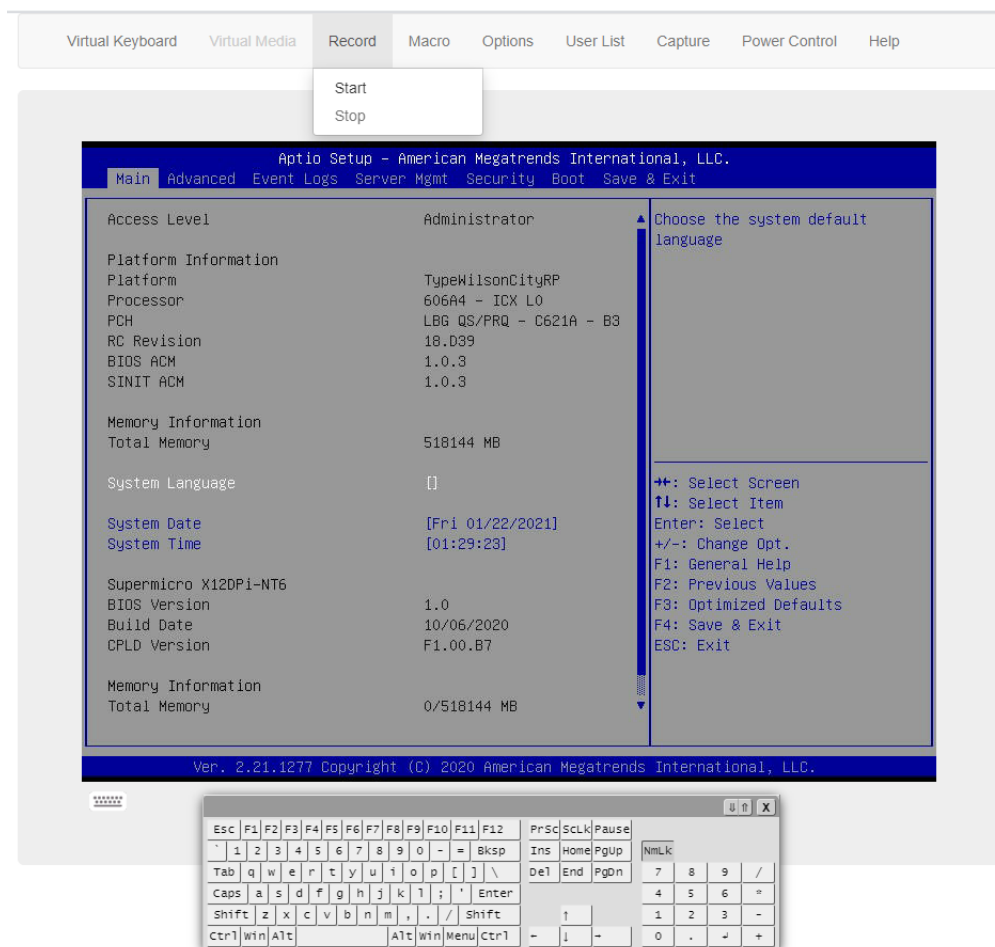 Virtual Keyboard Virtual Media Record Macro Options User List Capture Power Control Help
Start
Stop
Aptio Setup - American Megatrends International, LLC.
Main Advanced Event Logs Server Mgmt Security Boot Save & Exit
Access Level Administrator
Platform Information
Platform TypeWilsonCityRP
Processor 606A4 - ICX L0
PCH LBG QS/PRQ - C621A - B3
RC Revision 18.D39
BIOS ACM 1.0.3
SINIT ACM 1.0.3
Memory Information
Total Memory 518144 MB
System Language []
System Date [Fri 01/22/2021]
System Time [01:29:23]
Supermicro X12DPi-NT6
BIOS Version 1.0
Build Date 10/06/2020
CPLD Version F1.00.B7
Memory Information
Total Memory 0/518144 MB
Choose the system default
language
→←: Select Screen
↑↓: Select Item
Enter: Select
+/-: Change Opt.
F1: General Help
F2: Previous Values
F3: Optimized Defaults
F4: Save & Exit
ESC: Exit
Ver. 2.21.1277 Copyright (C) 2020 American Megatrends International, LLC.
⇓ ⇑ X
Esc F1 F2 F3 F4 F5 F6 F7 F8 F9 F10 F11 F12 PrSc ScLk Pause
` 1 2 3 4 5 6 7 8 9 0 - = Bksp Ins Home PgUp NmLk
Tab q w e r t y u i o p [ ] \ Del End PgDn 7 8 9 /
Caps a s d f g h j k l ; ' Enter 4 5 6 *
Shift z x c v b n m , . / Shift ↑ 1 2 3 -
Ctrl Win Alt Alt Win Menu Ctrl ← ↓ → 0 . ↲ +